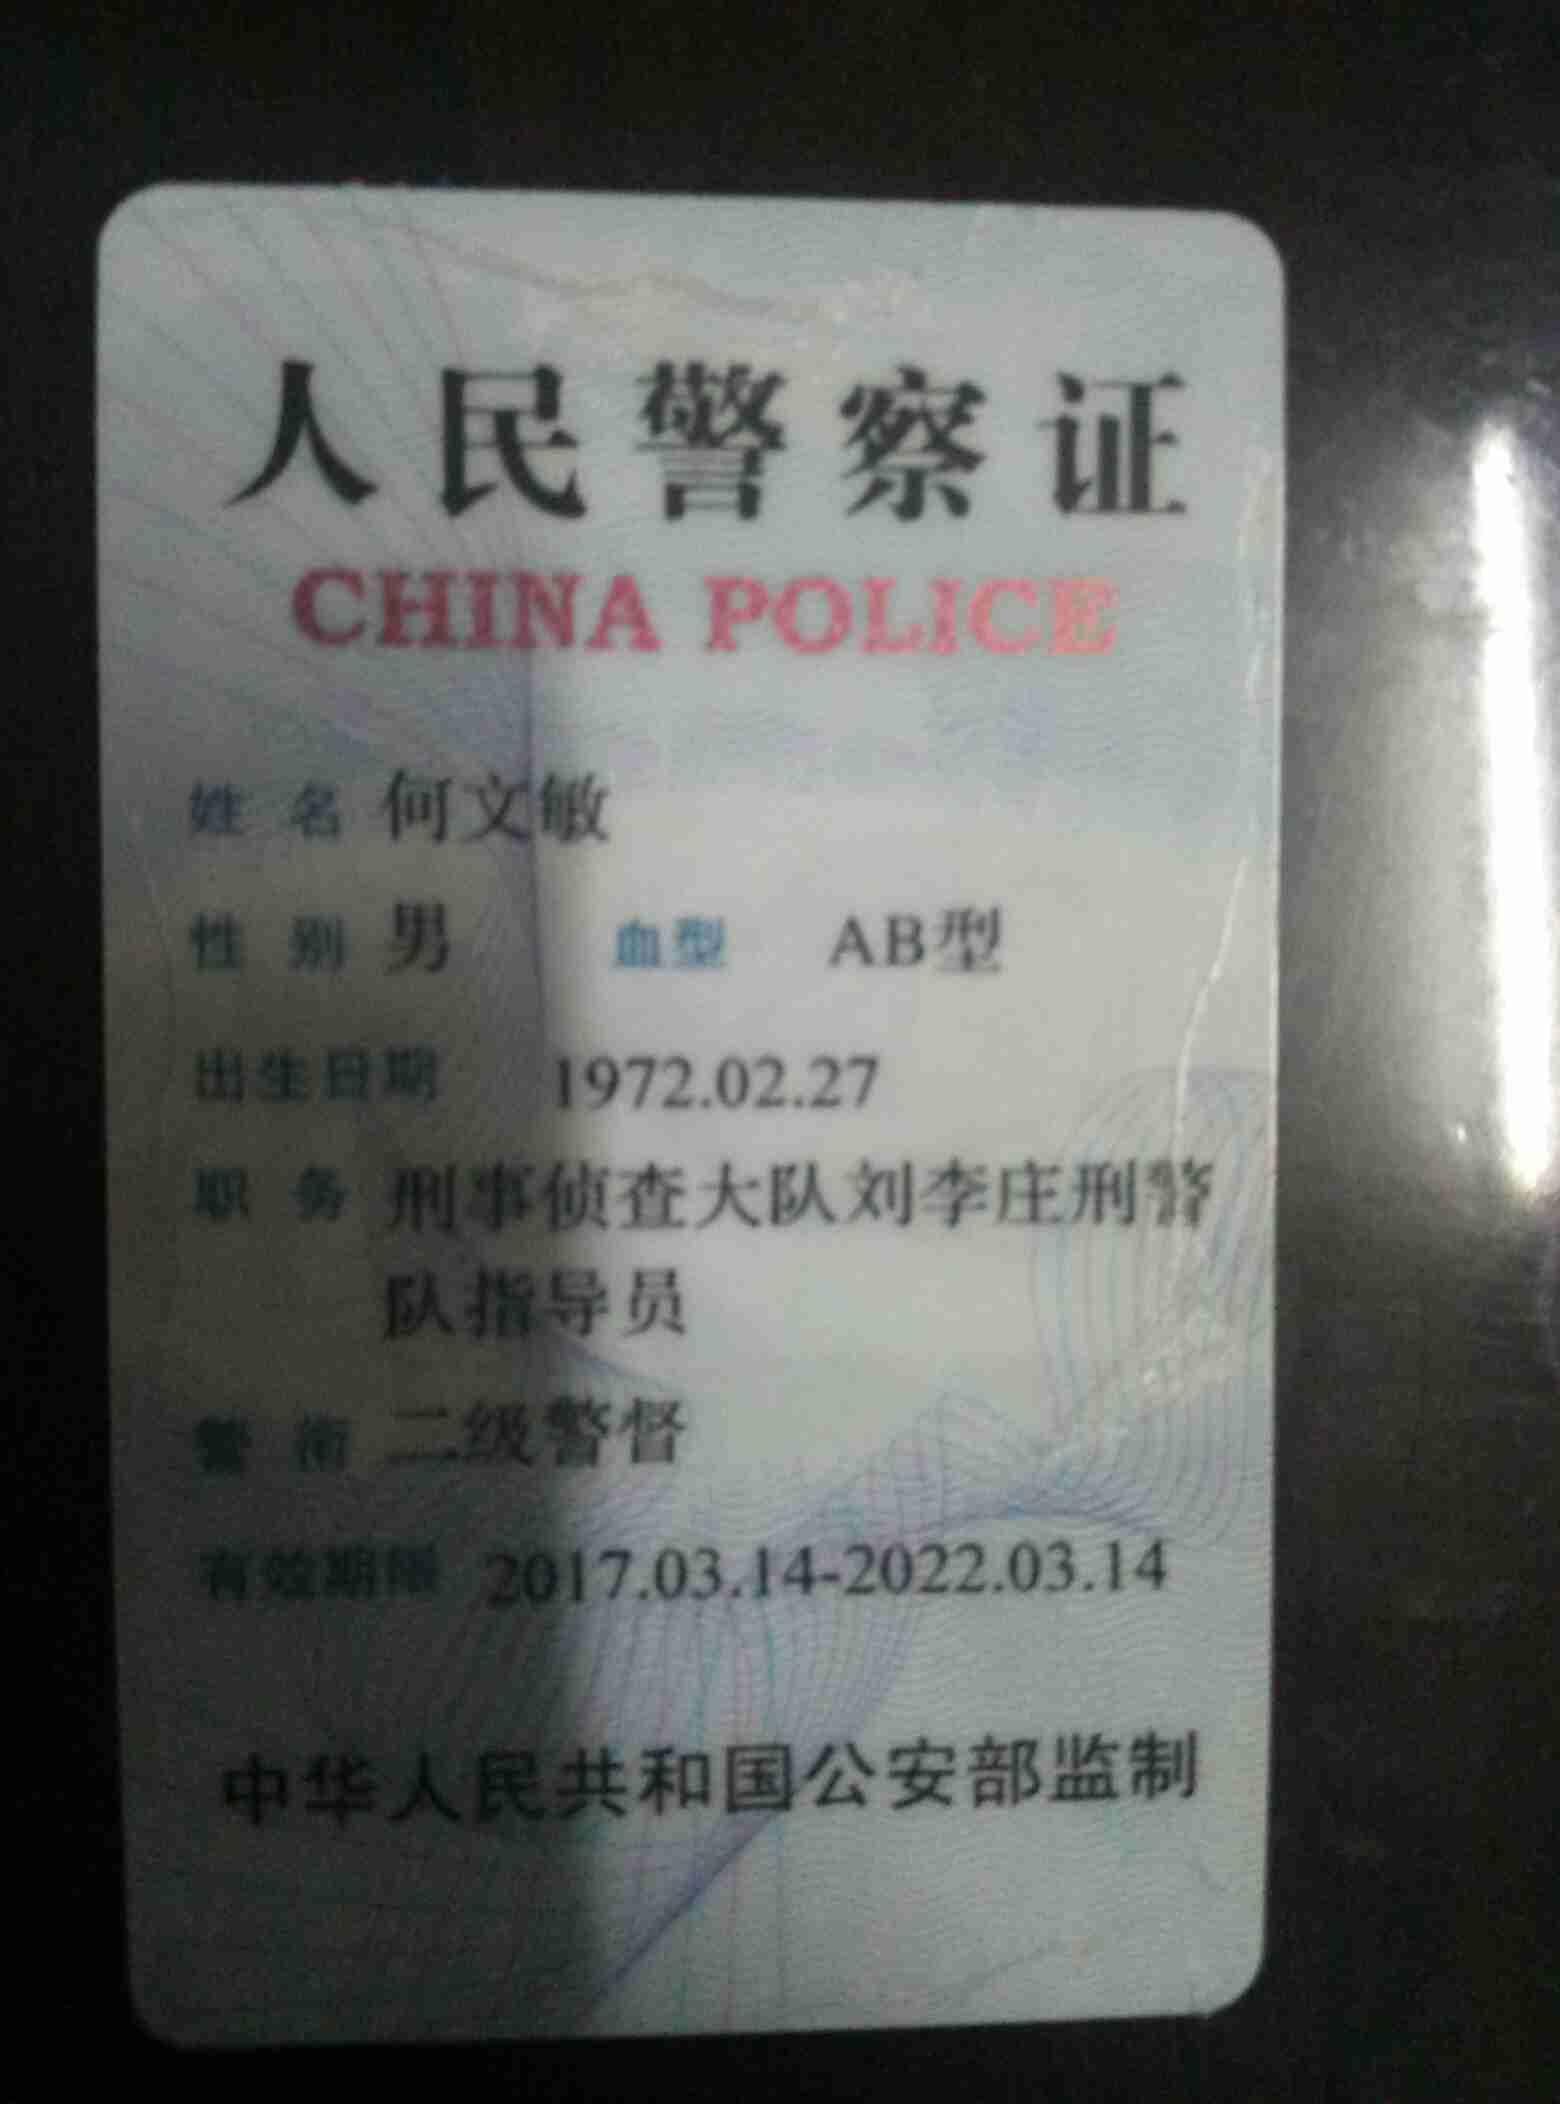 人民警察证
CHINA POLICE
姓 名 何文敏
性 别 男 血型 AB型
出生日期 1972.02.27
职 务 刑事侦查大队刘李庄刑警
队指导员
警 衔 二级警督
有效期限 2017.03.14-2022.03.14
中华人民共和国公安部监制